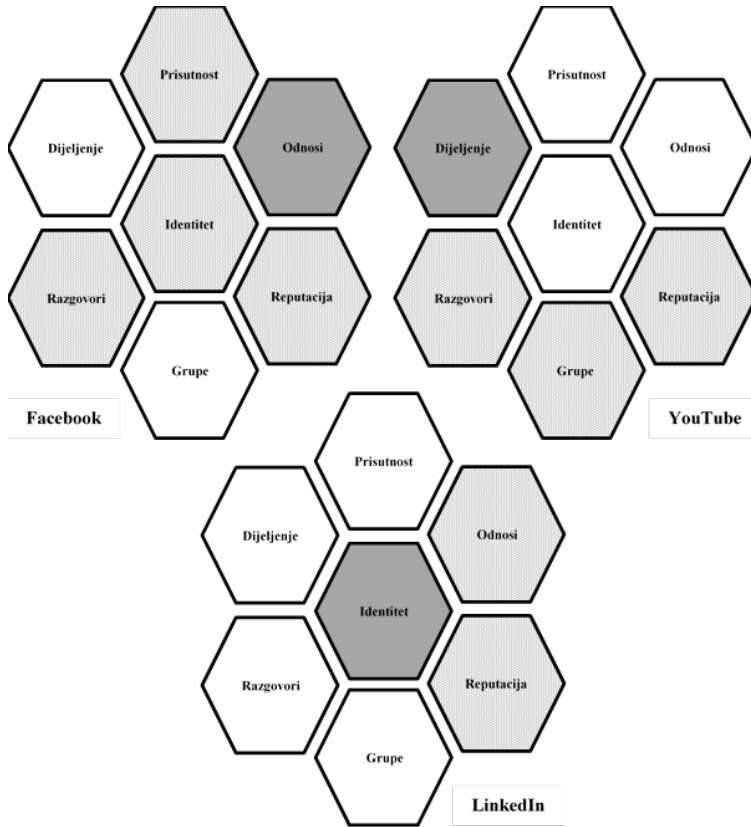 Prisutnost
Dijeljenje
Odnosi
Identitet
Razgovori
Reputacija
Grupe
Facebook
Prisutnost
Dijeljenje
Odnosi
Identitet
Razgovori
Reputacija
Grupe
YouTube
Prisutnost
Dijeljenje
Odnosi
Identitet
Razgovori
Reputacija
Grupe
LinkedIn